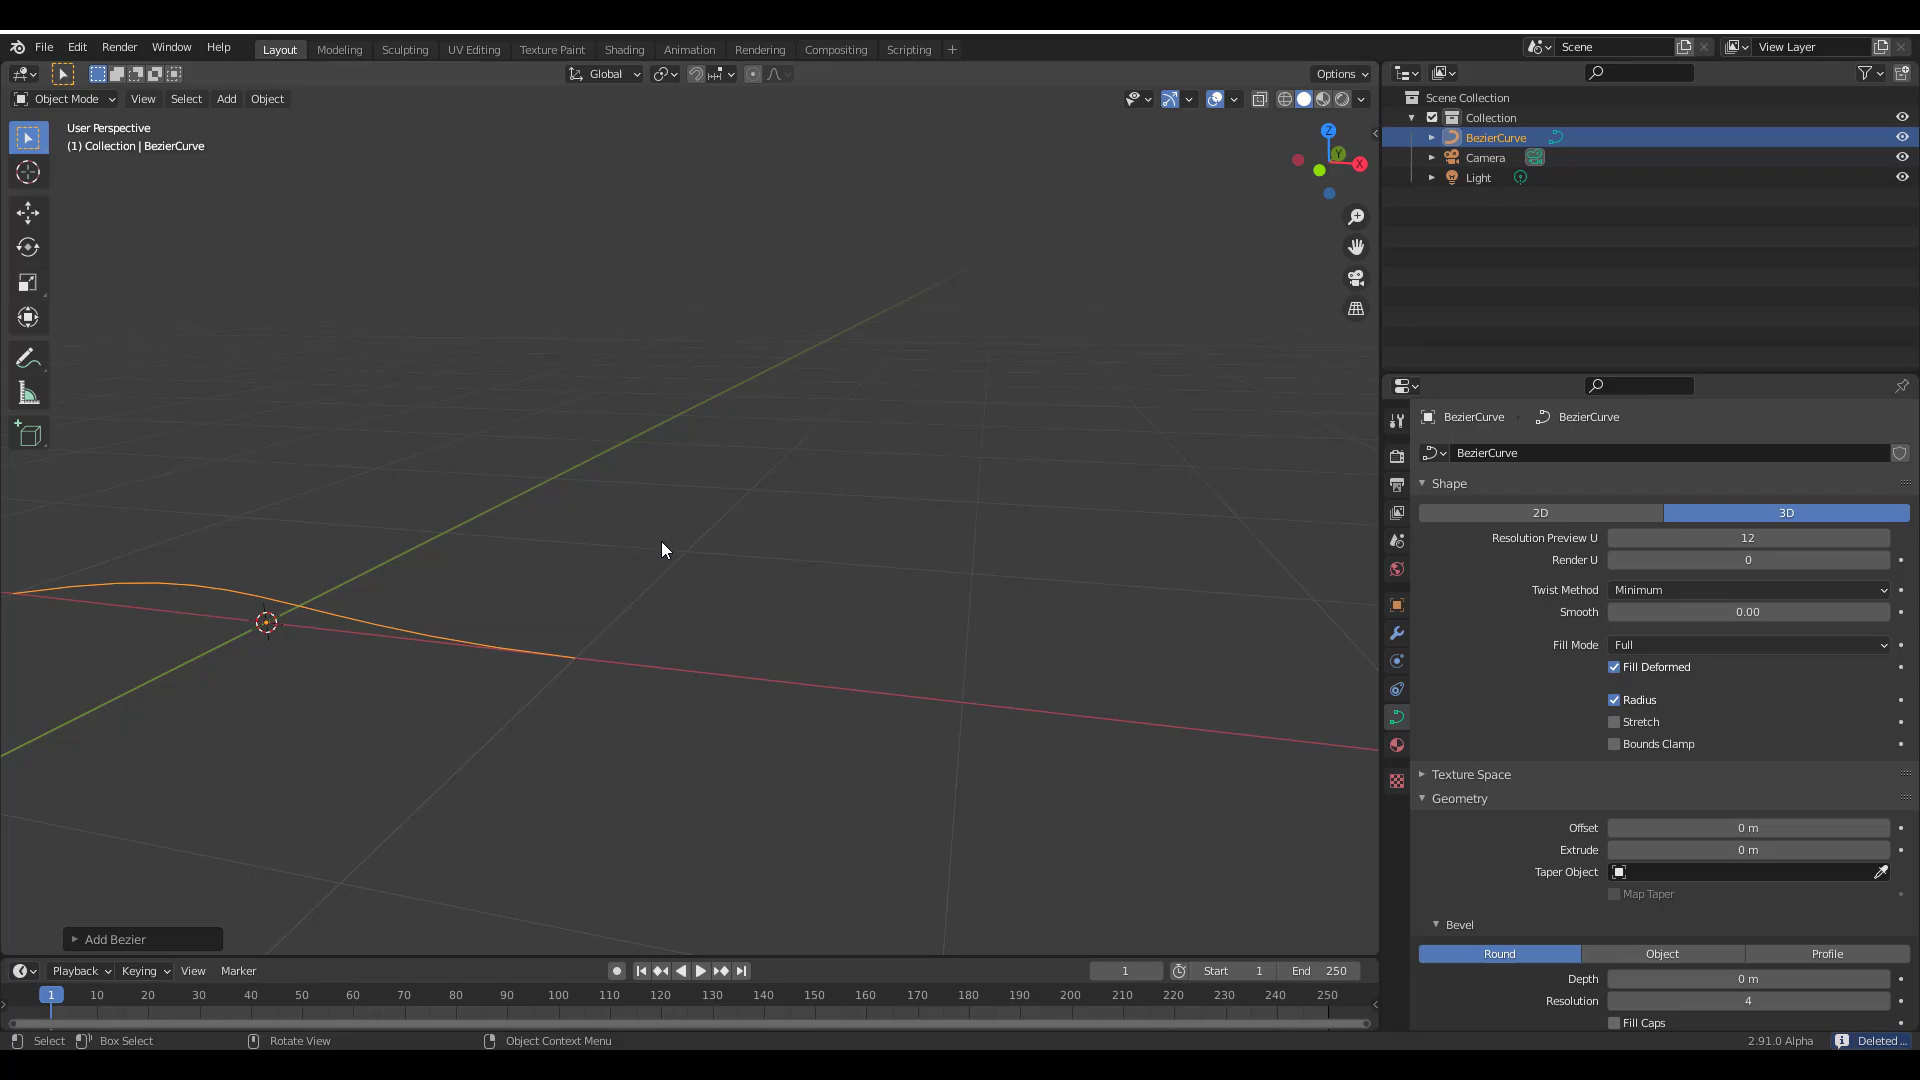 File Edit Render Window Help Layout Modeling Sculpting UV Editing Texture Paint Shading Animation Rendering Compositing Scripting + Scene View Layer
Global Options
Object Mode View Select Add Object
User Perspective
(1) Collection | BezierCurve
Z
Y
X
Scene Collection
Collection
BezierCurve
Camera
Light
BezierCurve BezierCurve
BezierCurve
Shape
2D 3D
Resolution Preview U 12
Render U 0
Twist Method Minimum
Smooth 0.00
Fill Mode Full
Fill Deformed
Radius
Stretch
Bounds Clamp
Texture Space
Geometry
Offset 0 m
Extrude 0 m
Taper Object
Map Taper
Bevel
Round Object Profile
Depth 0 m
Resolution 4
Fill Caps
Add Bezier
Playback Keying View Marker 1 Start 1 End 250
1 10 20 30 40 50 60 70 80 90 100 110 120 130 140 150 160 170 180 190 200 210 220 230 240 250
Select Box Select Rotate View Object Context Menu 2.91.0 Alpha Deleted ...